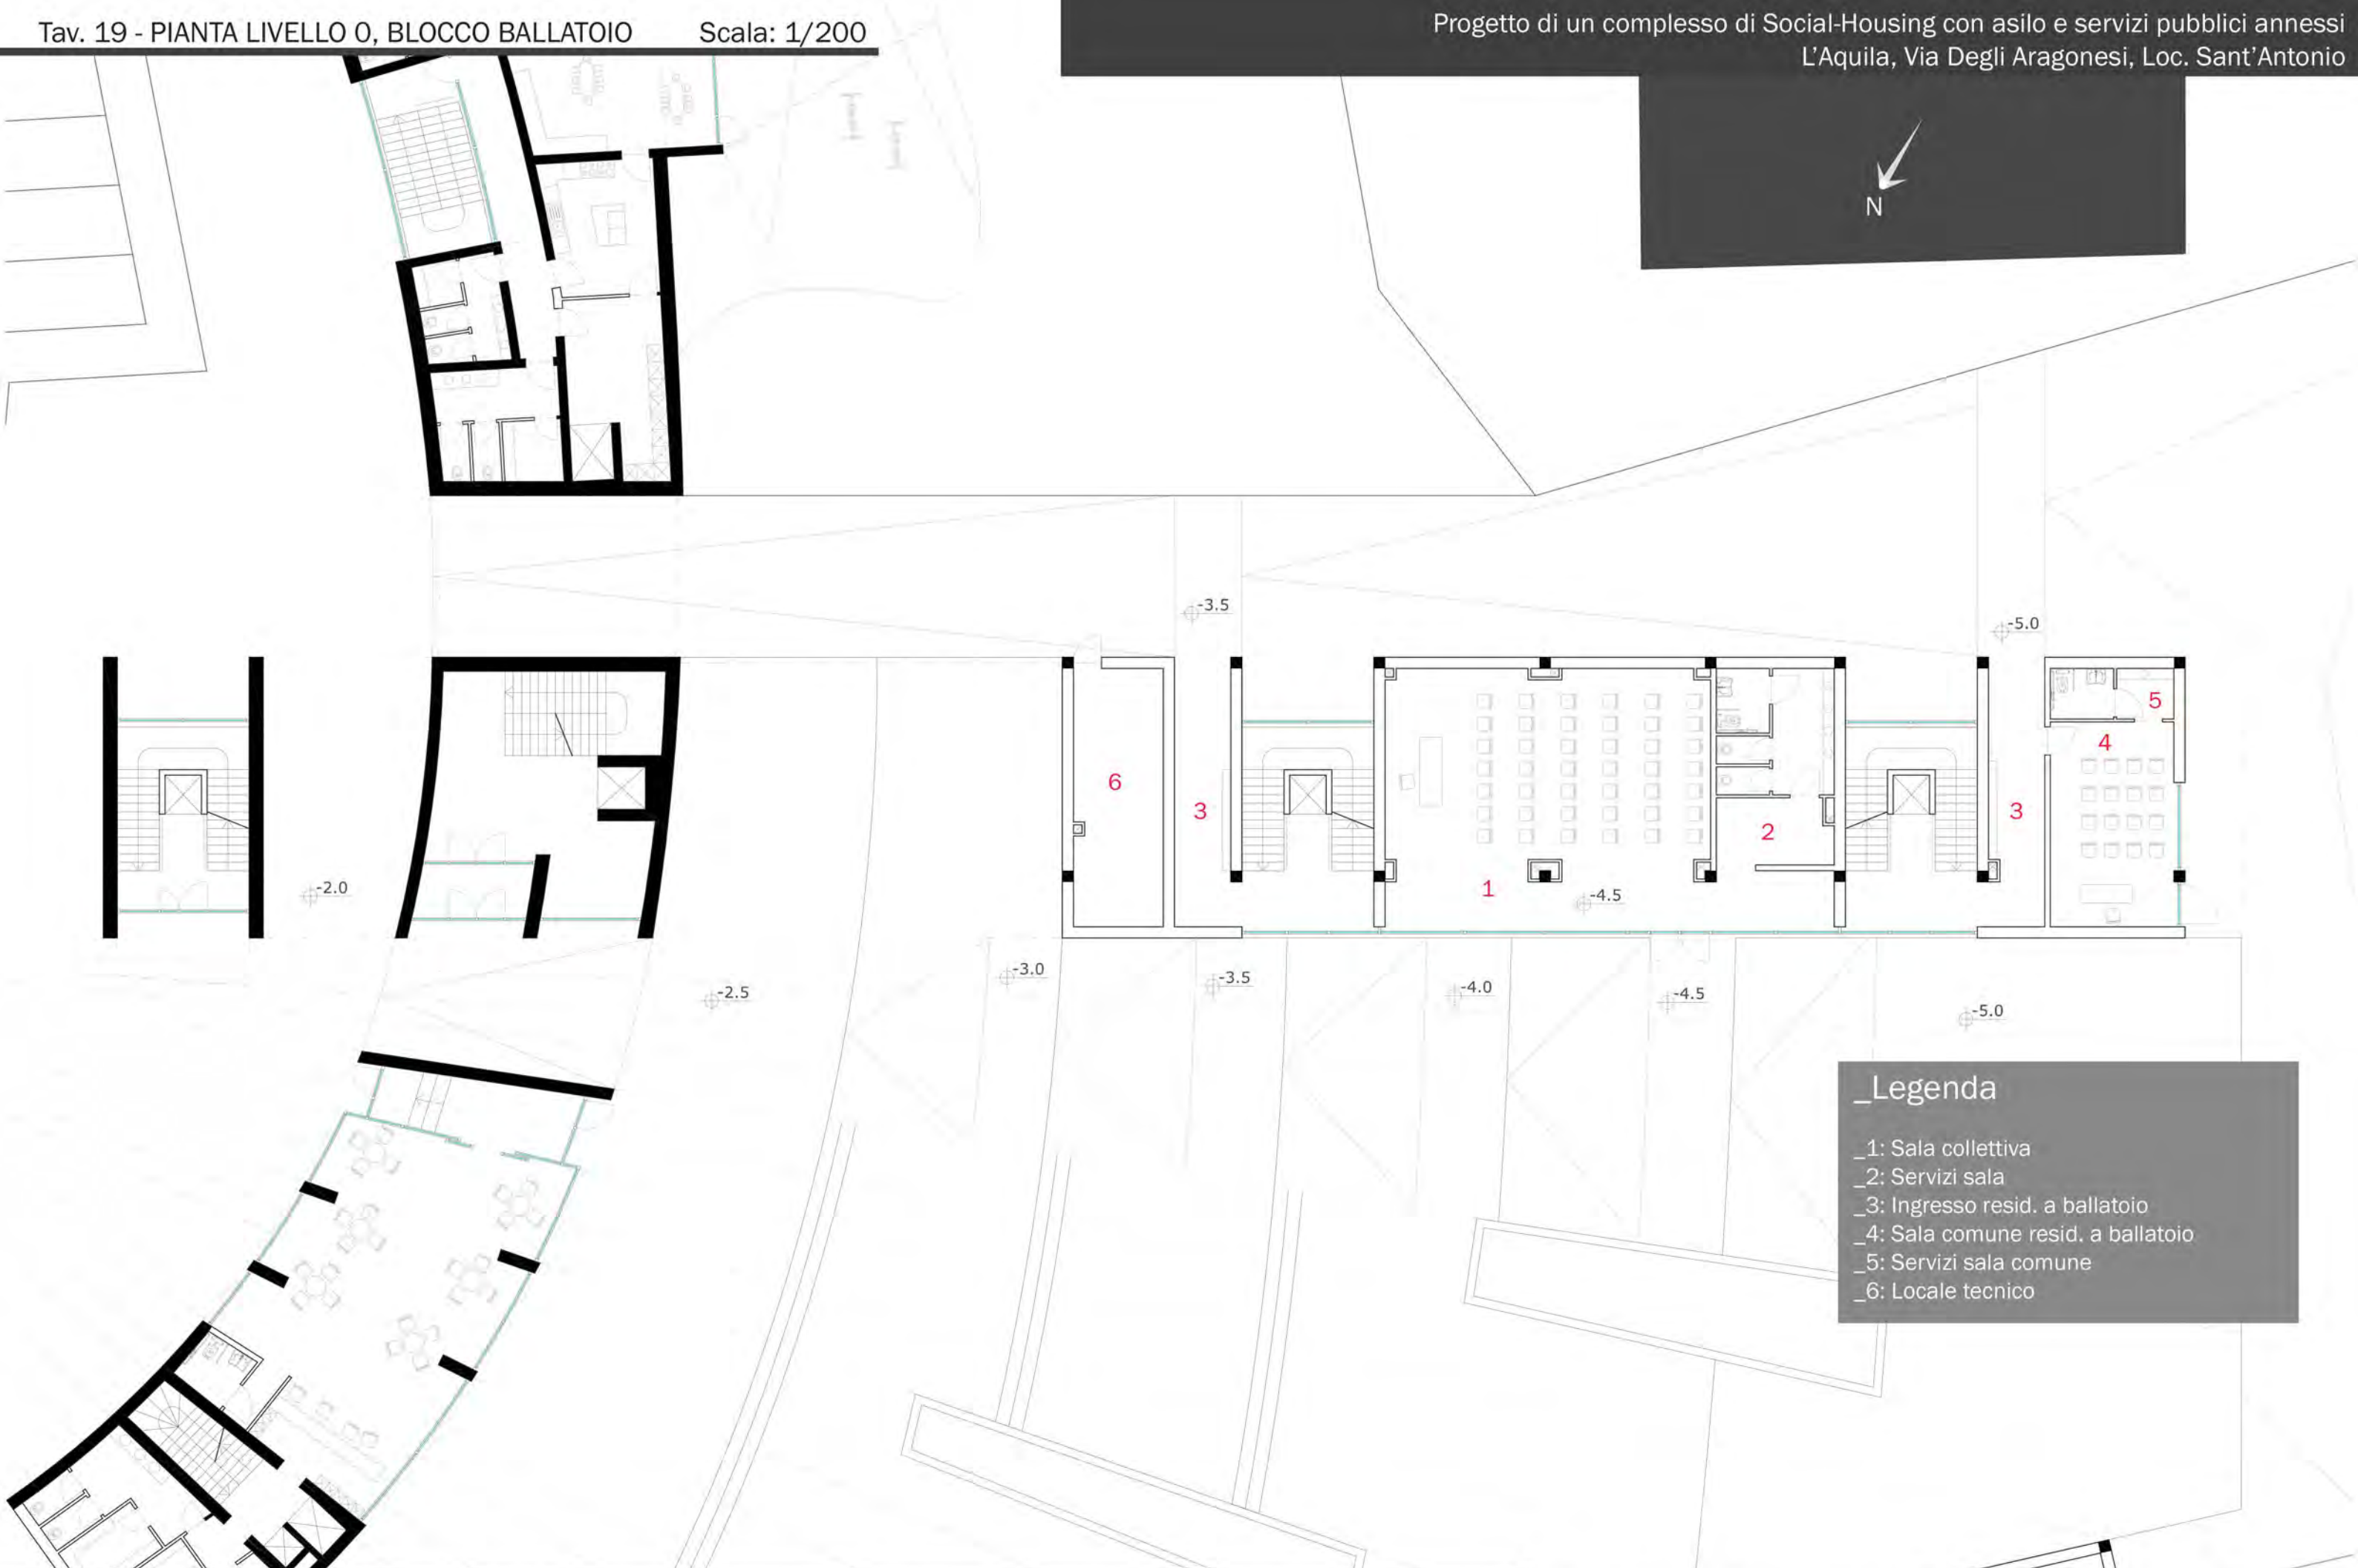 Tav. 19 - PIANTA LIVELLO 0, BLOCCO BALLATOIO Scala: 1/200
Progetto di un complesso di Social-Housing con asilo e servizi pubblici annessi
L'Aquila, Via Degli Aragonesi, Loc. Sant'Antonio
N
-3.5
-5.0
5
4
6
3
3
2
1
-4.5
-2.0
-2.5
-3.0
-3.5
-4.0
-4.5
-5.0
_Legenda
_1: Sala collettiva
_2: Servizi sala
_3: Ingresso resid. a ballatoio
_4: Sala comune resid. a ballatoio
_5: Servizi sala comune
_6: Locale tecnico